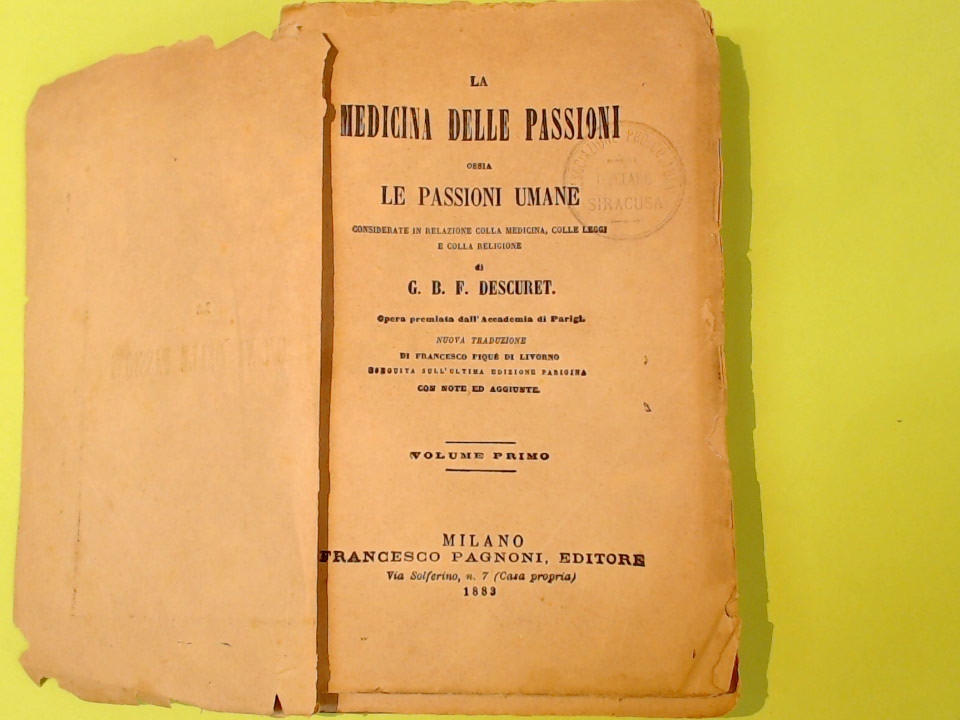 LA
MEDICINA DELLE PASSIONI
OSSIA
LE PASSIONI UMANE
CONSIDERATE IN RELAZIONE COLLA MEDICINA, COLLE LEGGI
E COLLA RELIGIONE
di
G. B. F. DESCURET.
Opera premiata dall'Accademia di Parigi.
NUOVA TRADUZIONE
DI FRANCESCO PIQUÉ DI LIVORNO
ESEGUITA SULL'ULTIMA EDIZIONE PARIGINA
CON NOTE ED AGGIUNTE.
VOLUME PRIMO
MILANO
FRANCESCO PAGNONI, EDITORE
Via Solferino, n. 7 (Casa propria)
1883
SIRACUSA